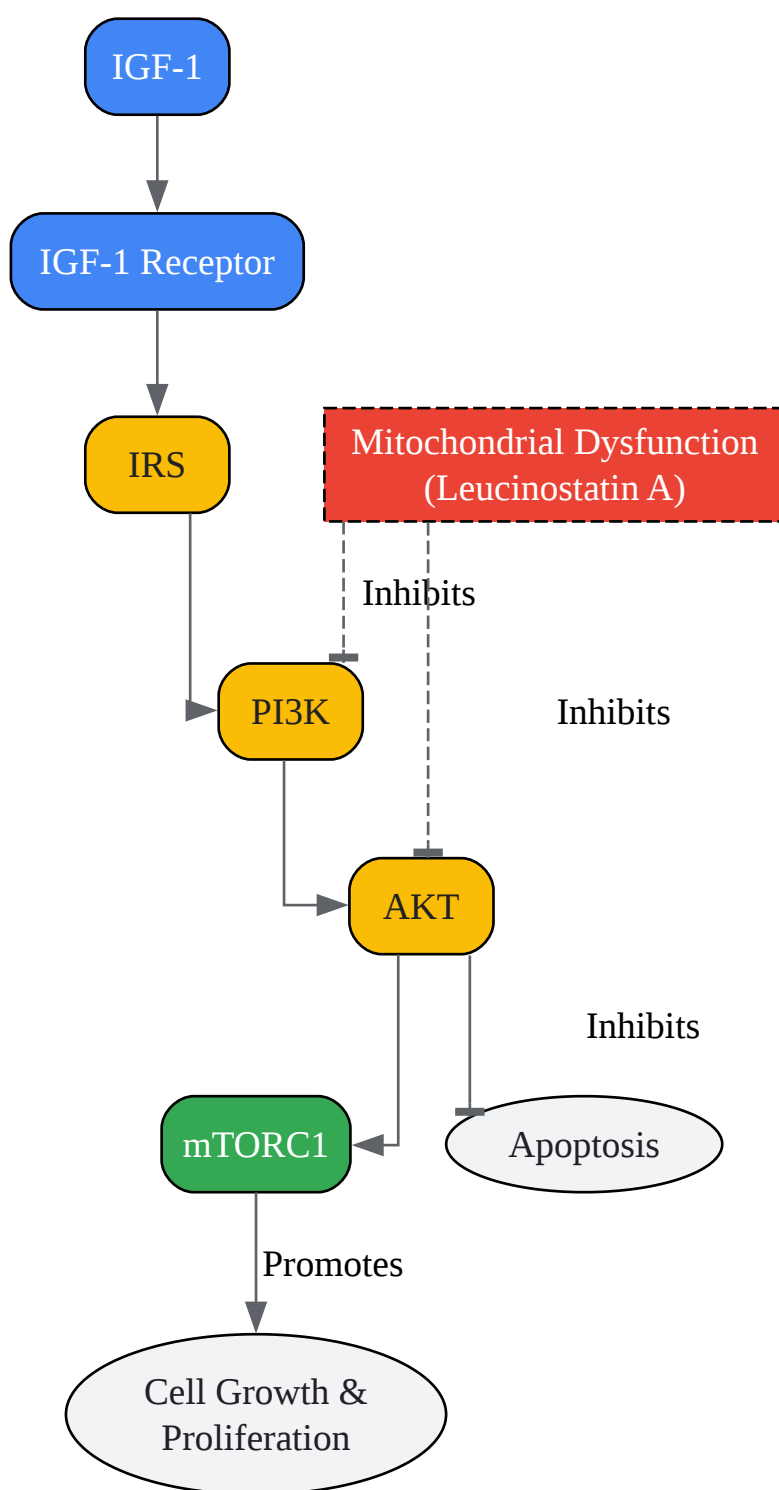 IGF-1
IGF-1 Receptor
IRS
Mitochondrial Dysfunction
(Leucinostatin A)
Inhibits
PI3K
Inhibits
AKT
Inhibits
mTORC1
Apoptosis
Promotes
Cell Growth &
Proliferation